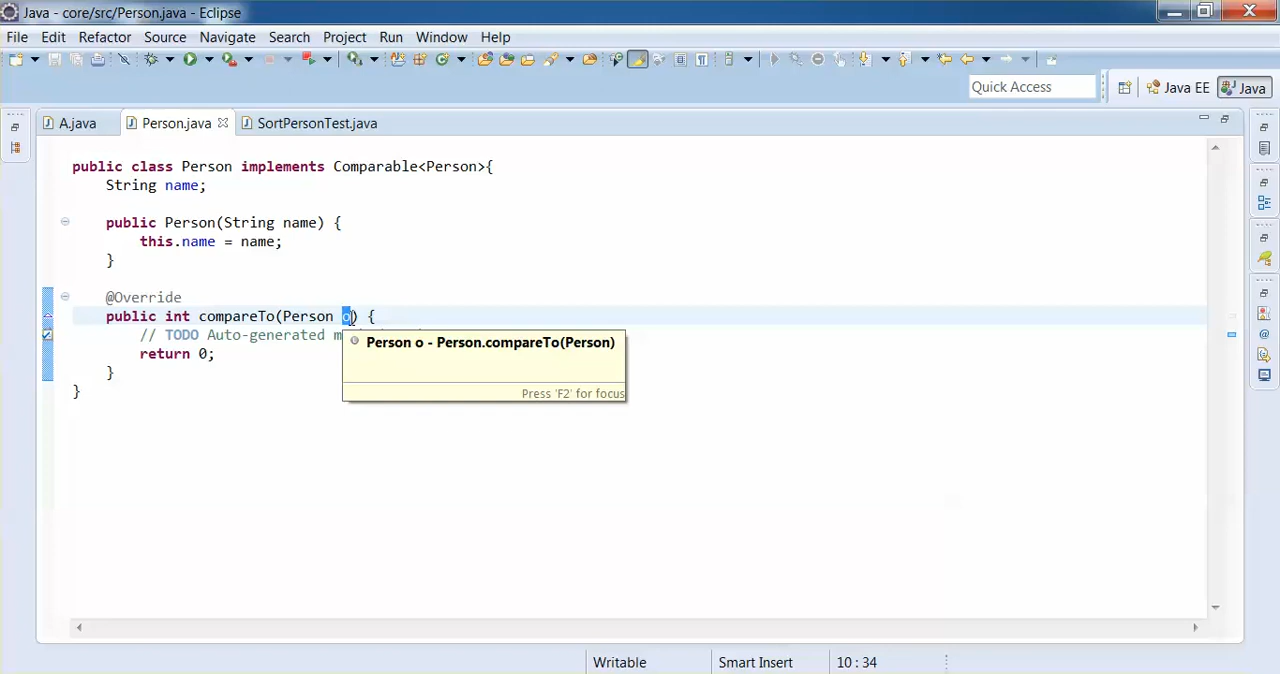 Java - core/src/Person.java - Eclipse
File Edit Refactor Source Navigate Search Project Run Window Help
Quick Access
Java EE
Java
A.java
Person.java
SortPersonTest.java
public class Person implements Comparable<Person>{
String name;
public Person(String name) {
this.name = name;
}
@Override
public int compareTo(Person o) {
// TODO Auto-generated
return 0;
}
}
Person o - Person.compareTo(Person)
Press 'F2' for focus
Writable
Smart Insert
10 : 34